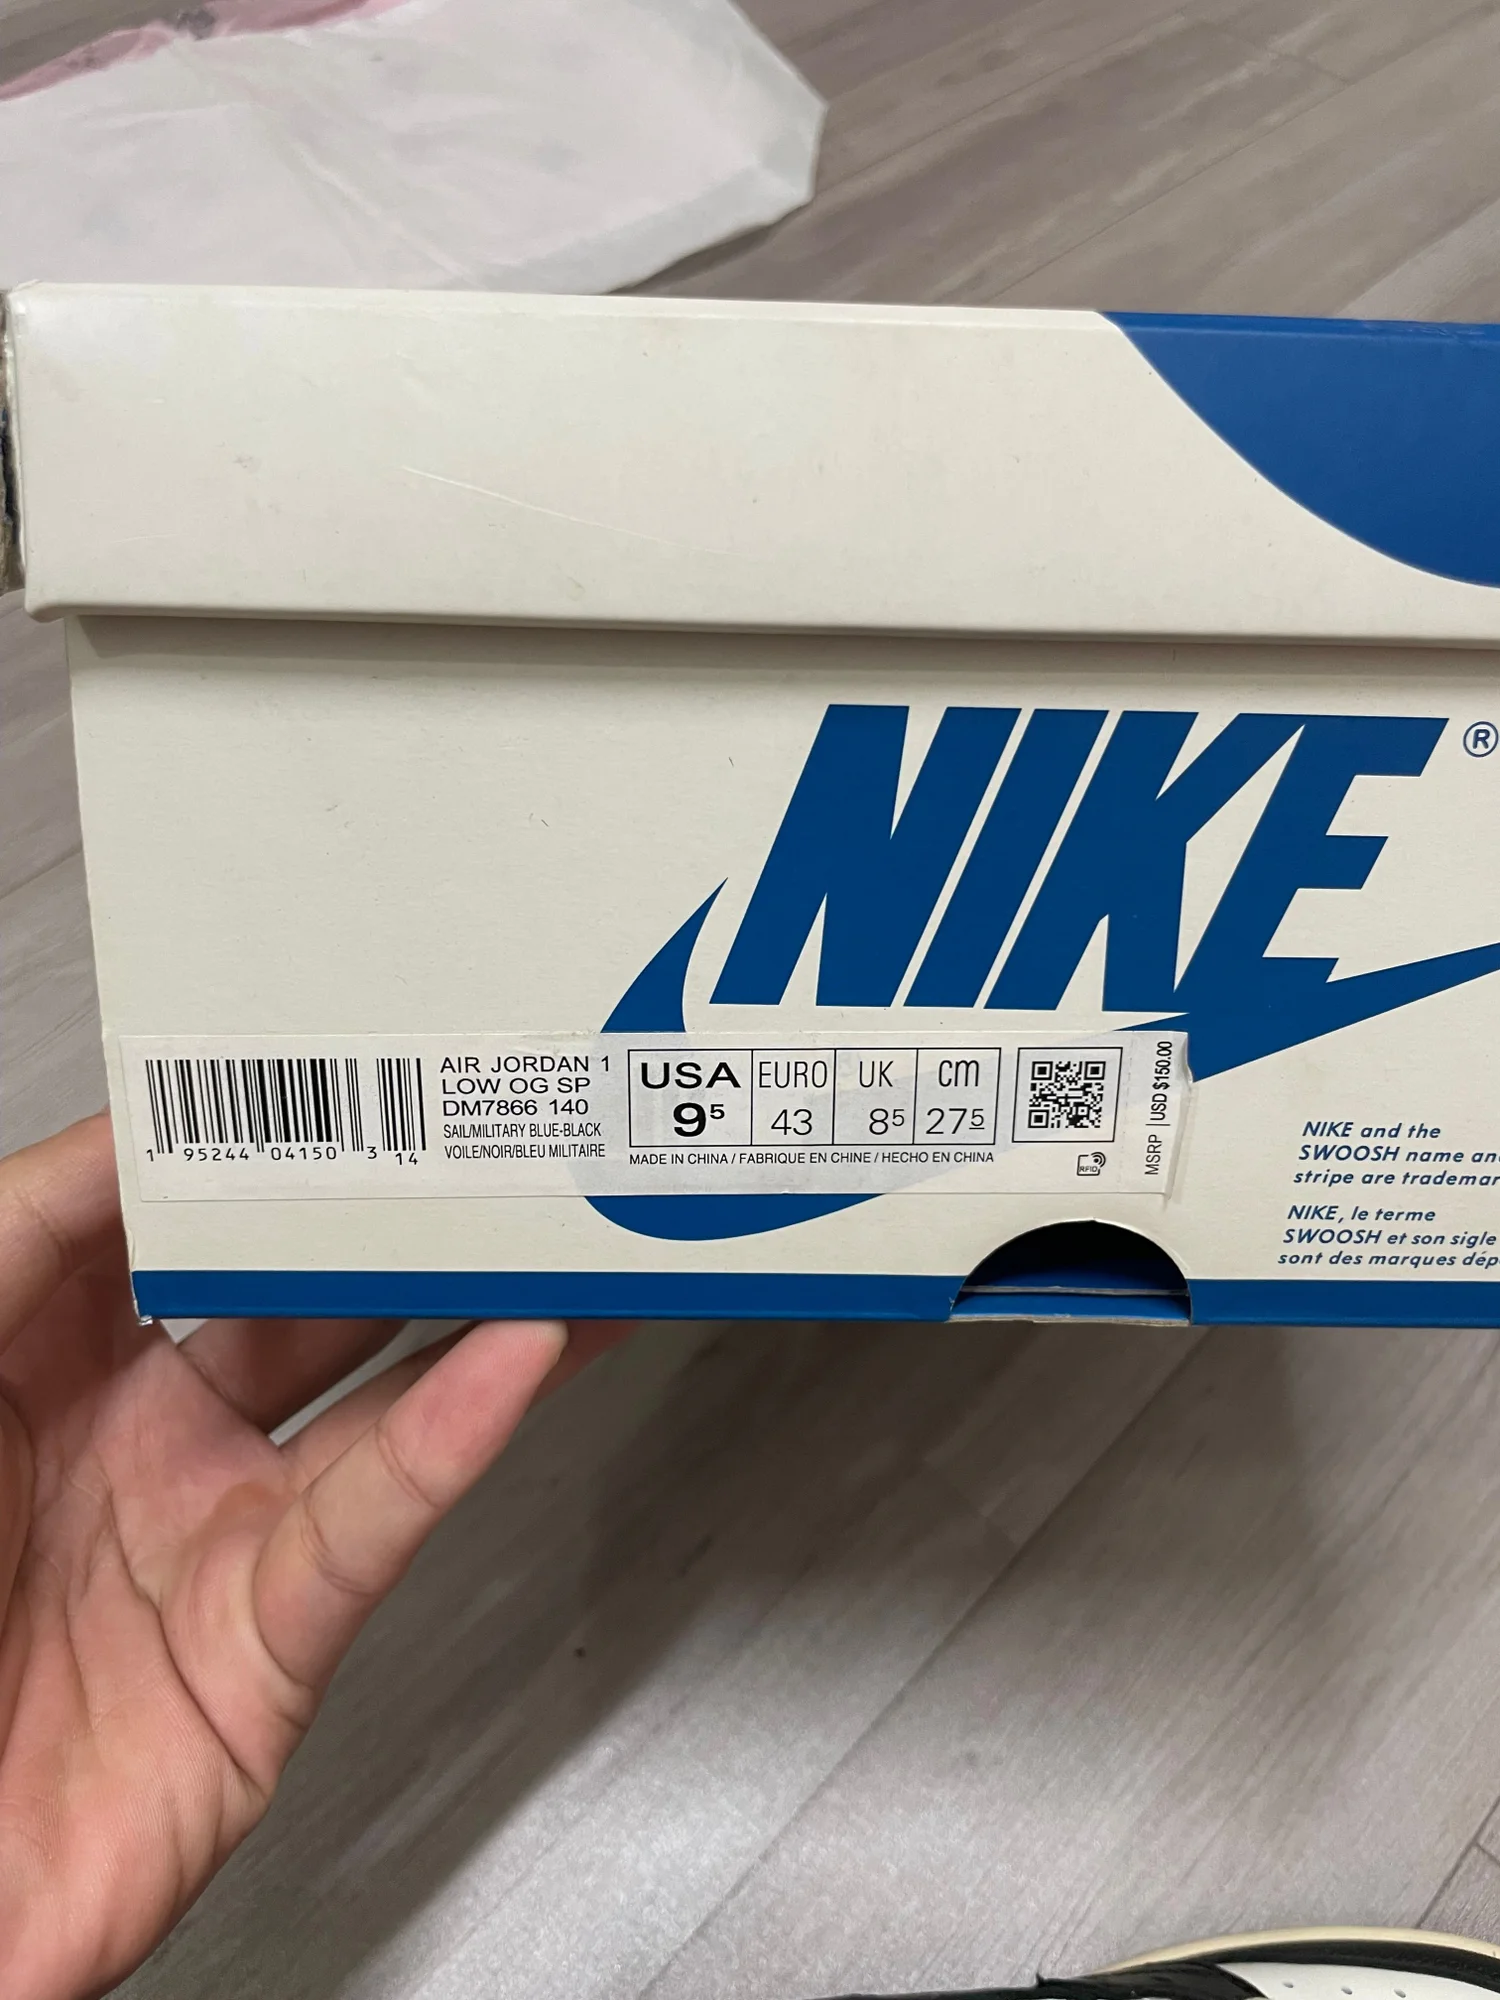 NIKE®
AIR JORDAN 1
LOW OG SP
DM7866 140
SAIL/MILITARY BLUE-BLACK
VOILE/NOIR/BLEU MILITAIRE
1 95244 04150 3 14
USA EURO UK cm
9⁵ 43 8⁵ 27⁵
MADE IN CHINA / FABRIQUE EN CHINE / HECHO EN CHINA
RFID
MSRP | USD $150.00
NIKE and the
SWOOSH name
stripe are
NIKE, le terme
SWOOSH et son sigle
sont des marques